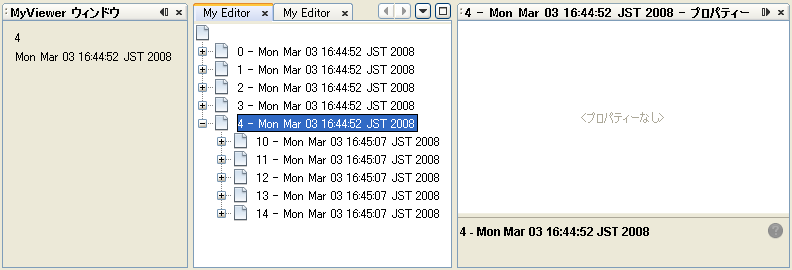 MyViewer ウィンドウ
4
Mon Mar 03 16:44:52 JST 2008
My Editor
My Editor
0 - Mon Mar 03 16:44:52 JST 2008
1 - Mon Mar 03 16:44:52 JST 2008
2 - Mon Mar 03 16:44:52 JST 2008
3 - Mon Mar 03 16:44:52 JST 2008
4 - Mon Mar 03 16:44:52 JST 2008
10 - Mon Mar 03 16:45:07 JST 2008
11 - Mon Mar 03 16:45:07 JST 2008
12 - Mon Mar 03 16:45:07 JST 2008
13 - Mon Mar 03 16:45:07 JST 2008
14 - Mon Mar 03 16:45:07 JST 2008
4 - Mon Mar 03 16:44:52 JST 2008 - プロパティー
<プロパティーなし>
4 - Mon Mar 03 16:44:52 JST 2008
?